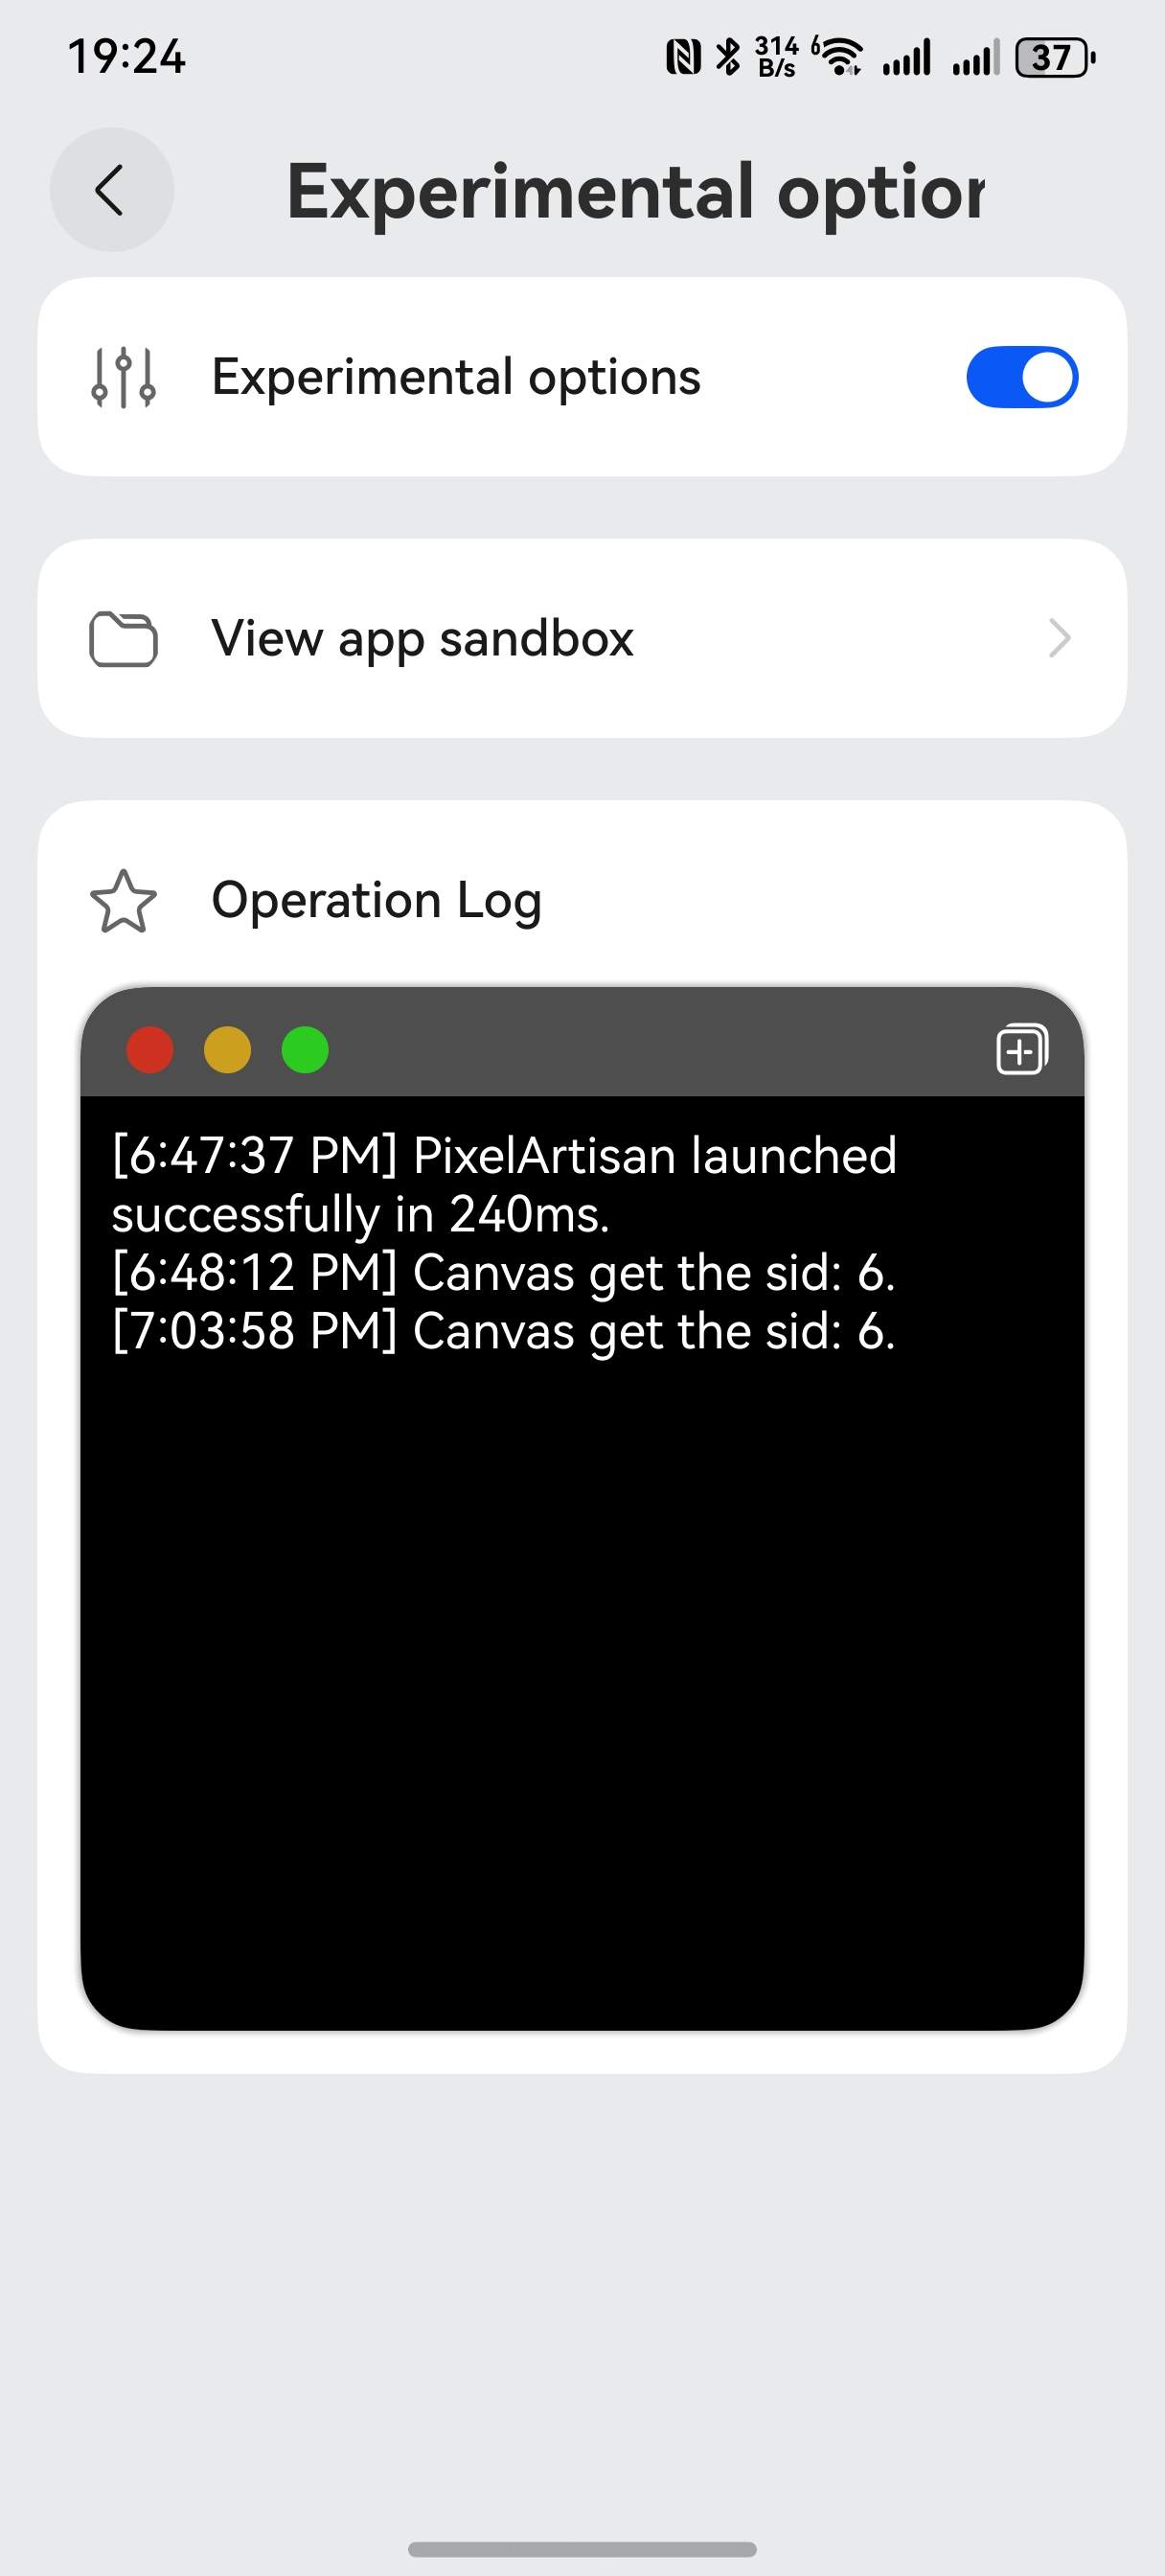 19:24
314
B/s
6
37
Experimental option
Experimental options
View app sandbox
Operation Log
[6:47:37 PM] PixelArtisan launched
successfully in 240ms.
[6:48:12 PM] Canvas get the sid: 6.
[7:03:58 PM] Canvas get the sid: 6.